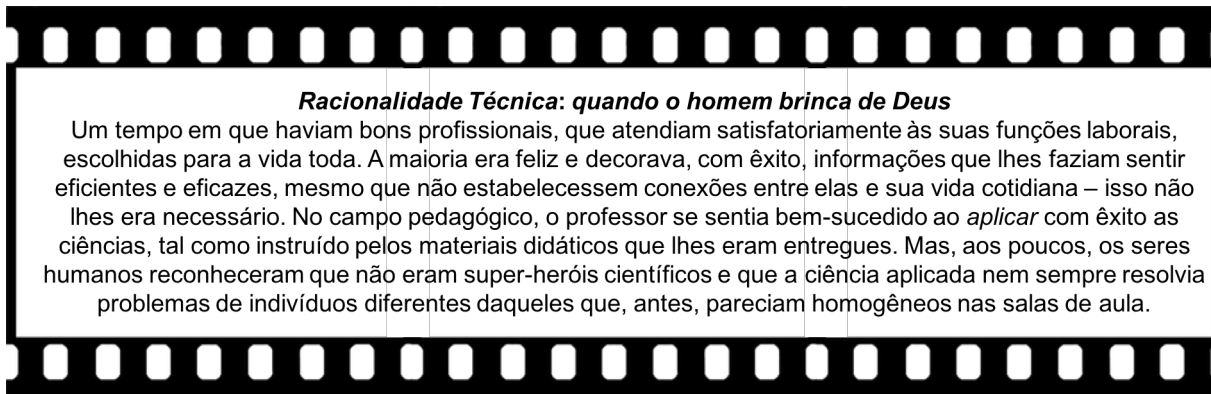 Racionalidade Técnica: quando o homem brinca de Deus
Um tempo em que haviam bons profissionais, que atendiam satisfatoriamente às suas funções laborais,
escolhidas para a vida toda. A maioria era feliz e decorava, com êxito, informações que lhes faziam sentir
eficientes e eficazes, mesmo que não estabelecessem conexões entre elas e sua vida cotidiana – isso não
lhes era necessário. No campo pedagógico, o professor se sentia bem-sucedido ao aplicar com êxito as
ciências, tal como instruído pelos materiais didáticos que lhes eram entregues. Mas, aos poucos, os seres
humanos reconheceram que não eram super-heróis científicos e que a ciência aplicada nem sempre resolvia
problemas de indivíduos diferentes daqueles que, antes, pareciam homogêneos nas salas de aula.